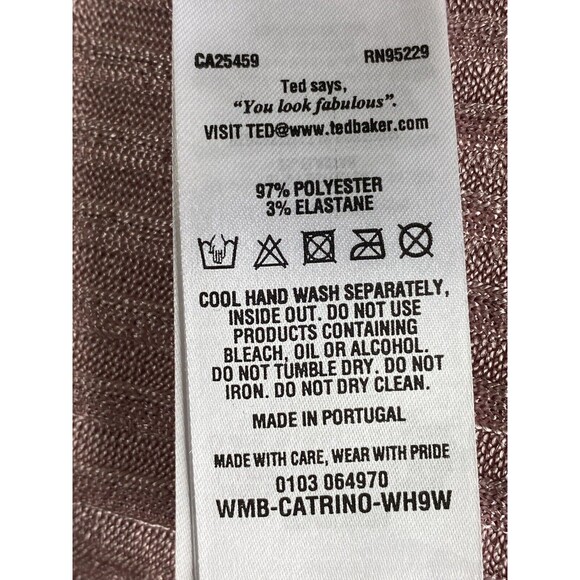 CA25459 RN95229
Ted says,
"You look fabulous".
VISIT TED@www.tedbaker.com
97% POLYESTER
3% ELASTANE
COOL HAND WASH SEPARATELY,
INSIDE OUT. DO NOT USE
PRODUCTS CONTAINING
BLEACH, OIL OR ALCOHOL.
DO NOT TUMBLE DRY. DO NOT
IRON. DO NOT DRY CLEAN.
MADE IN PORTUGAL
MADE WITH CARE, WEAR WITH PRIDE
0103 064970
WMB-CATRINO-WH9W